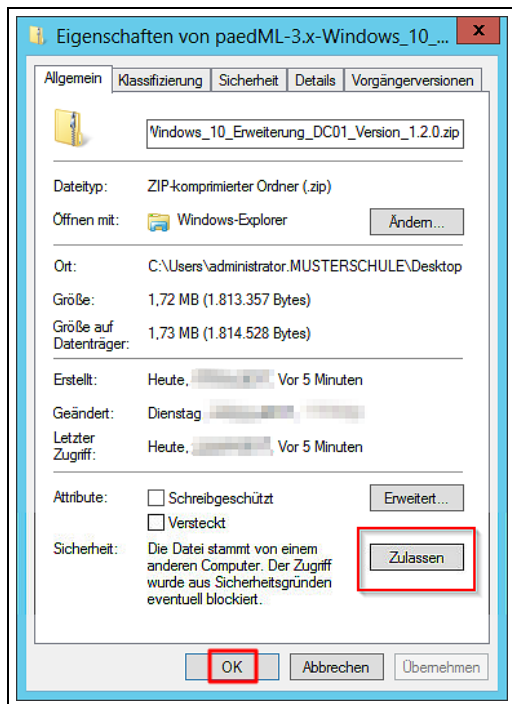 Eigenschaften von paedML-3.x-Windows_10_... x
Allgemein Klassifizierung Sicherheit Details Vorgängerversionen
Windows_10_Erweiterung_DC01_Version_1.2.0.zip
Dateityp: ZIP-komprimierter Ordner (.zip)
Öffnen mit: Windows-Explorer Ändern...
Ort: C:\Users\administrator.MUSTERSCHULE\Desktop
Größe: 1,72 MB (1.813.357 Bytes)
Größe auf
Datenträger: 1,73 MB (1.814.528 Bytes)
Erstellt: Heute, Vor 5 Minuten
Geändert: Dienstag
Letzter
Zugriff: Heute, Vor 5 Minuten
Attribute: Schreibgeschützt Erweitert...
Versteckt
Sicherheit: Die Datei stammt von einem
anderen Computer. Der Zugriff
wurde aus Sicherheitsgründen
eventuell blockiert.
Zulassen
OK Abbrechen Übernehmen